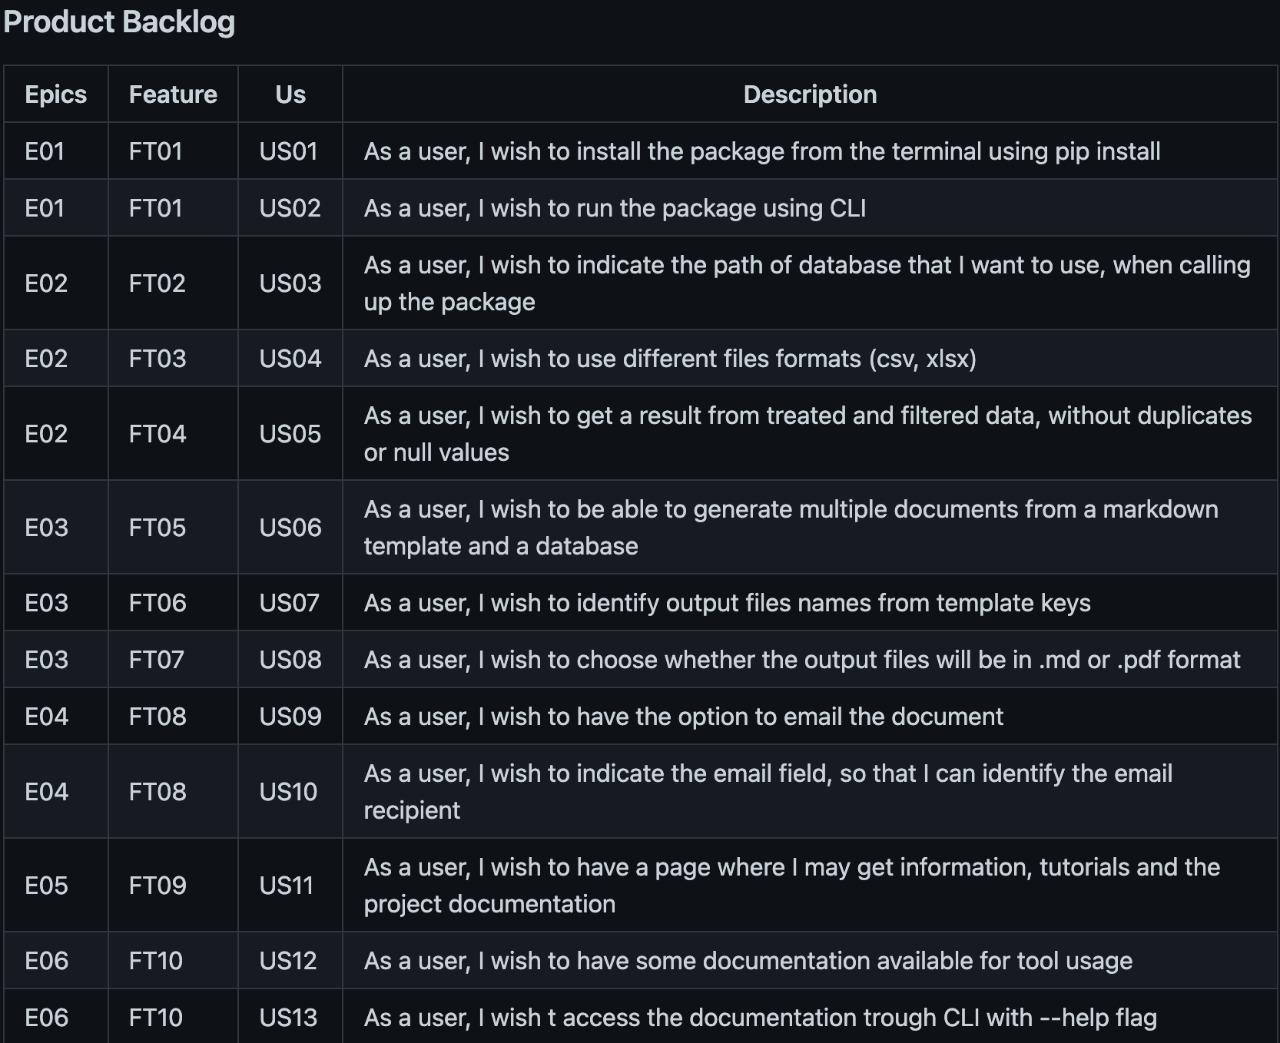 Product Backlog
Epics Feature Us Description
E01 FT01 US01 As a user, I wish to install the package from the terminal using pip install
E01 FT01 US02 As a user, I wish to run the package using CLI
E02 FT02 US03 As a user, I wish to indicate the path of database that I want to use, when calling
up the package
E02 FT03 US04 As a user, I wish to use different files formats (csv, xlsx)
E02 FT04 US05 As a user, I wish to get a result from treated and filtered data, without duplicates
or null values
E03 FT05 US06 As a user, I wish to be able to generate multiple documents from a markdown
template and a database
E03 FT06 US07 As a user, I wish to identify output files names from template keys
E03 FT07 US08 As a user, I wish to choose whether the output files will be in .md or .pdf format
E04 FT08 US09 As a user, I wish to have the option to email the document
E04 FT08 US10 As a user, I wish to indicate the email field, so that I can identify the email
recipient
E05 FT09 US11 As a user, I wish to have a page where I may get information, tutorials and the
project documentation
E06 FT10 US12 As a user, I wish to have some documentation available for tool usage
E06 FT10 US13 As a user, I wish t access the documentation trough CLI with --help flag